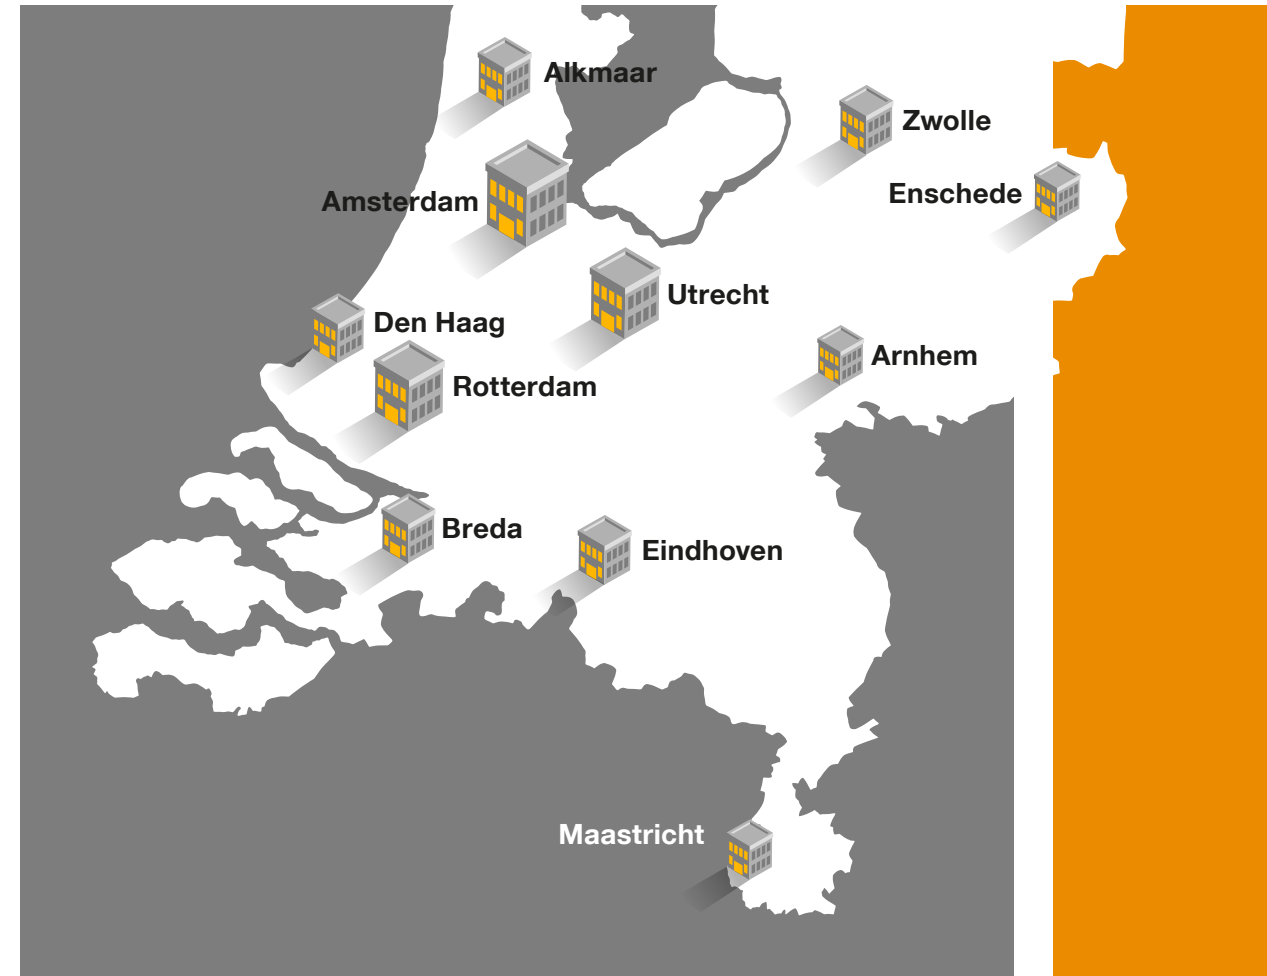 Alkmaar
Zwolle
Enschede
Amsterdam
Utrecht
Den Haag
Arnhem
Rotterdam
Breda
Eindhoven
Maastricht